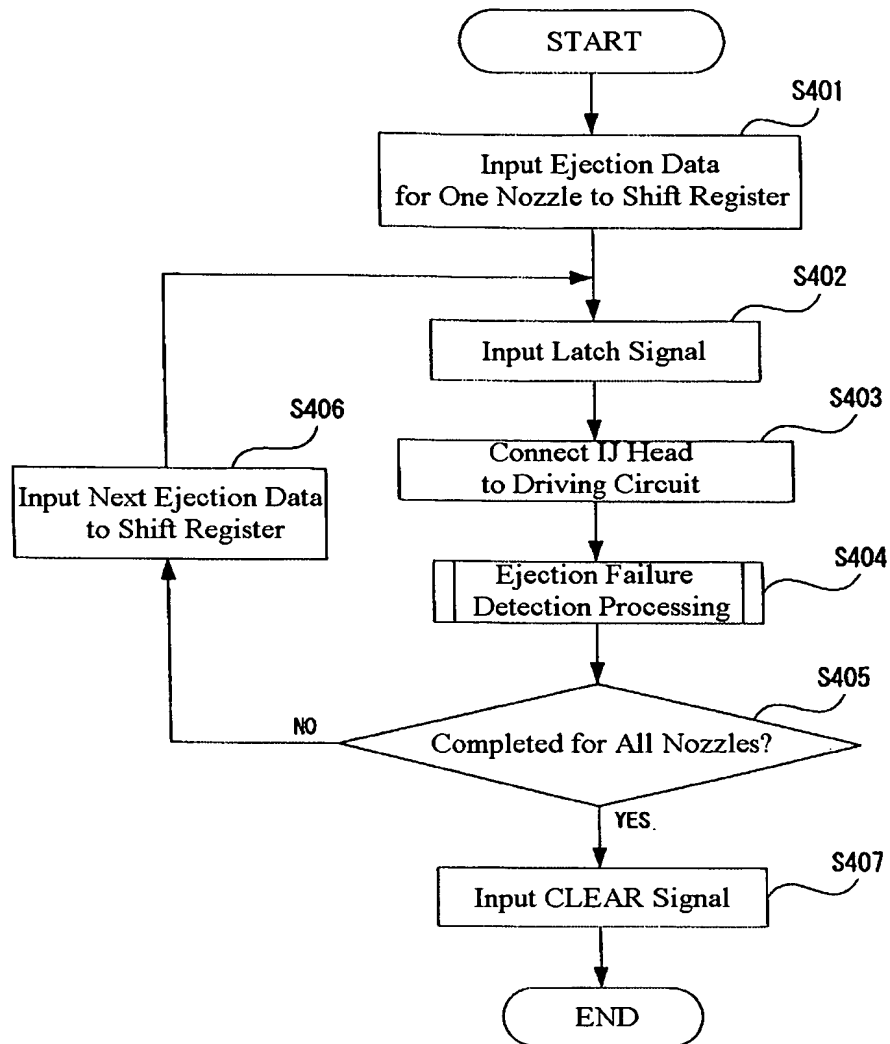 START
S401
Input Ejection Data
for One Nozzle to Shift Register
S402
Input Latch Signal
S403
Connect IJ Head
to Driving Circuit
S406
Input Next Ejection Data
to Shift Register
S404
Ejection Failure
Detection Processing
S405
NO
Completed for All Nozzles?
YES.
S407
Input CLEAR Signal
END